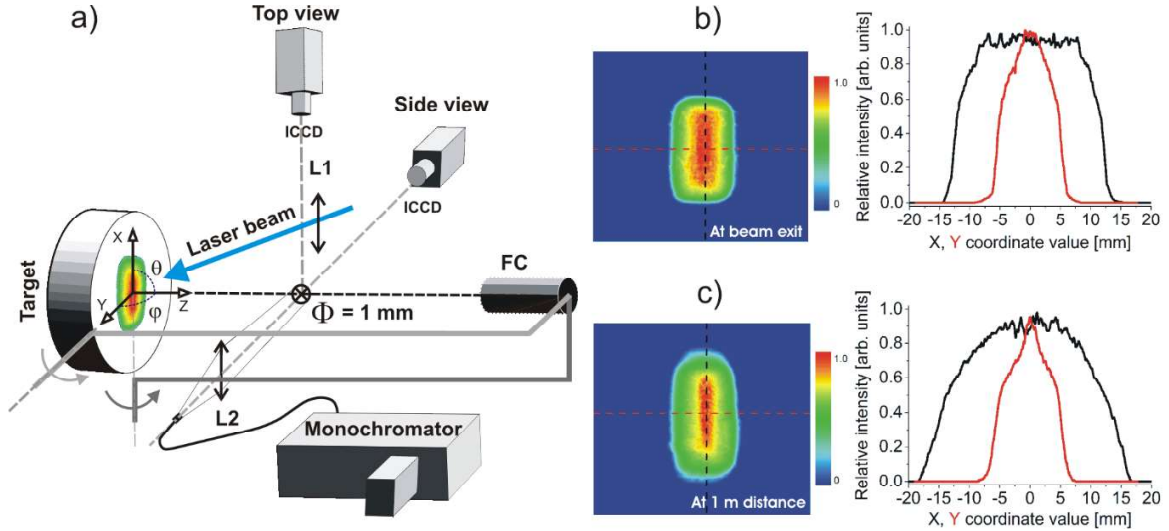 a)
Top view
ICCD
Side view
ICCD
L1
Laser beam
Target
X
θ
Y
φ
Z
FC
Φ = 1 mm
L2
Monochromator
b)
1.0
0
At beam exit
Relative intensity [arb. units]
1.0
0.8
0.6
0.4
0.2
0.0
-20 -15 -10 -5 0 5 10 15 20
X, Y coordinate value [mm]
c)
1.0
0
At 1 m distance
Relative intensity [arb. units]
1.0
0.8
0.6
0.4
0.2
0.0
-20 -15 -10 -5 0 5 10 15 20
X, Y coordinate value [mm]